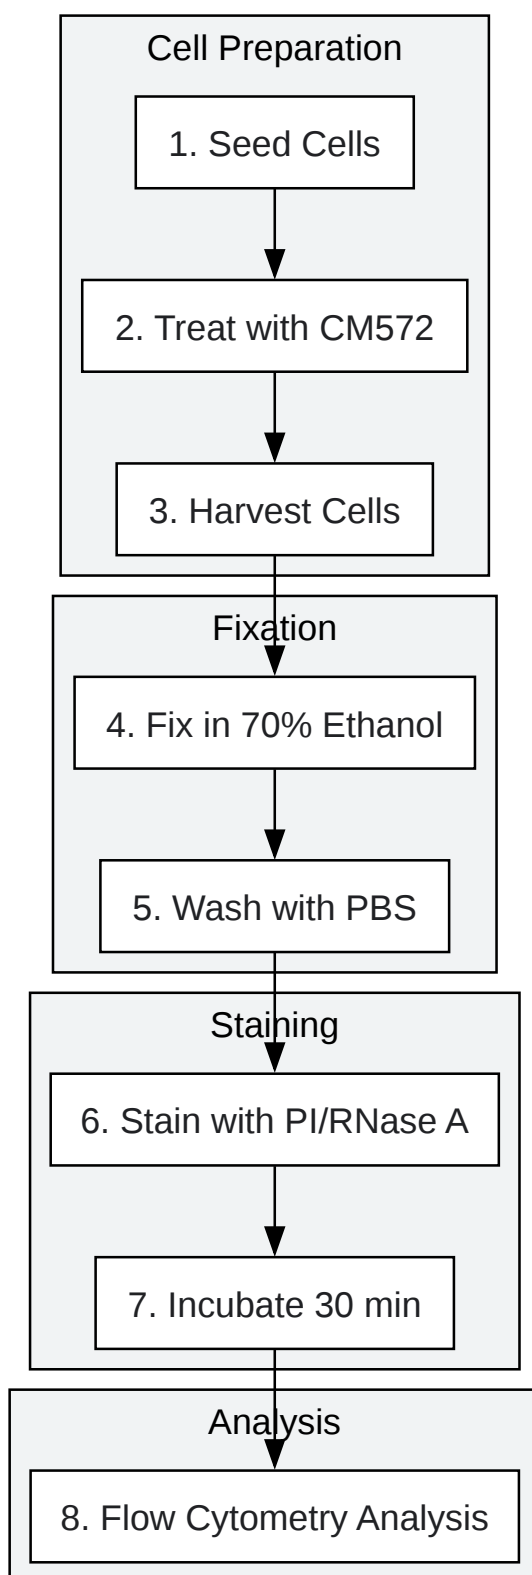 Cell Preparation
1. Seed Cells
2. Treat with CM572
3. Harvest Cells
Fixation
4. Fix in 70% Ethanol
5. Wash with PBS
Staining
6. Stain with PI/RNase A
7. Incubate 30 min
Analysis
8. Flow Cytometry Analysis